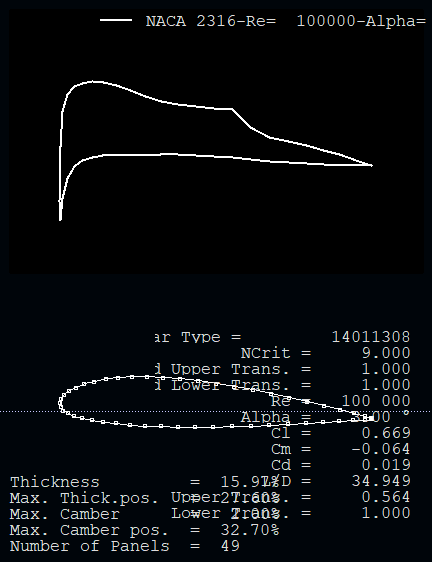 NACA 2316-Re= 100000-Alpha=
ar Type = 14011308
NCrit = 9.000
d Upper Trans. = 1.000
d Lower Trans. = 1.000
Re = 100 000
Alpha =
Cl = 0.669
Cm = -0.064
Cd = 0.019
L/D = 34.949
Thickness = 15.97%
Max. Thick.pos. = 27.60%
Upper Trans. = 0.564
Max. Camber = 2.00%
Lower Trans. = 1.000
Max. Camber pos. = 32.70%
Number of Panels = 49